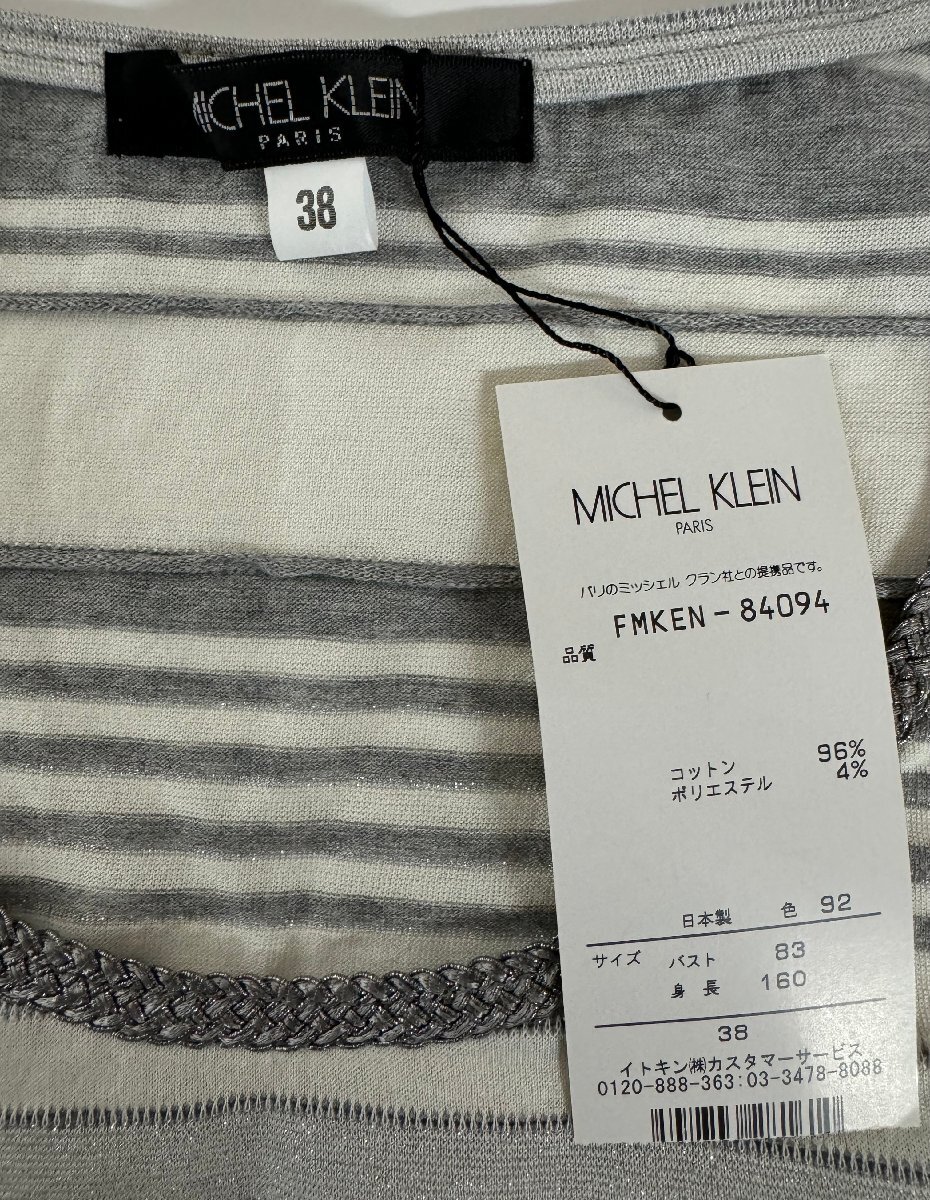 MICHEL KLEIN
PARIS
38
MICHEL KLEIN
PARIS
パリのミッシェル クラン社との提携品です。
FMKEN-84094
品質
コットン 96%
ポリエステル 4%
日本製 色 92
サイズ バスト 83
身長 160
38
イトキン㈱カスタマーサービス
0120-888-363:03-3478-8088